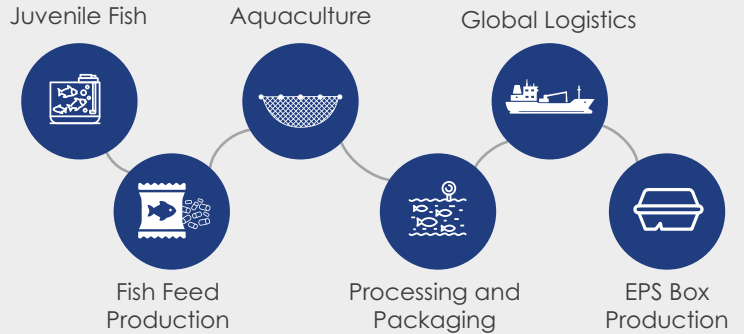 Juvenile Fish
Aquaculture
Global Logistics
Fish Feed
Production
Processing and
Packaging
EPS Box
Production